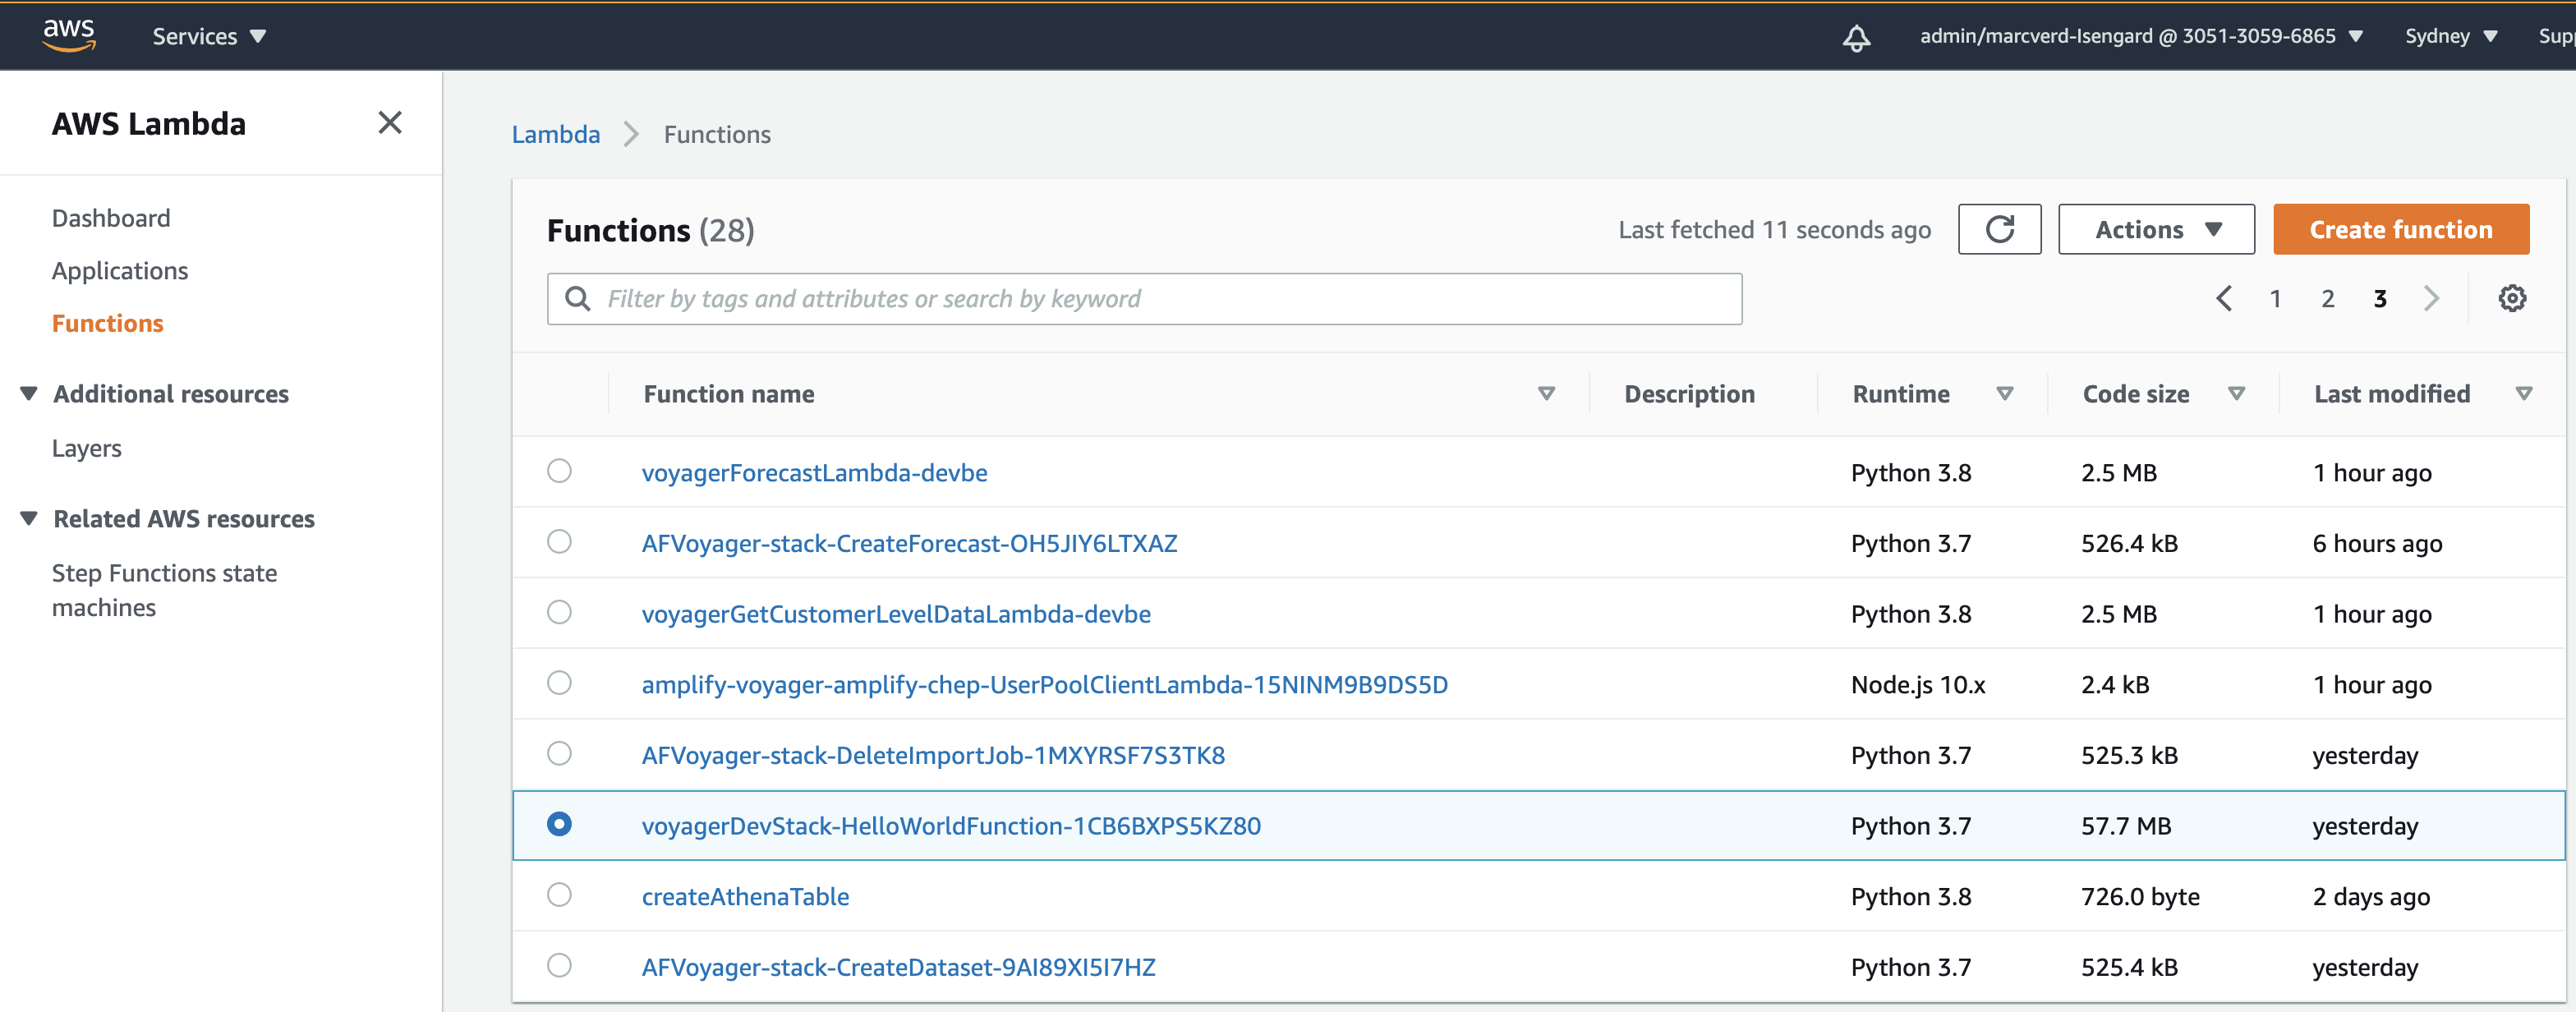 aws Services admin/marcverd-Isengard @ 3051-3059-6865 Sydney
AWS Lambda
Lambda Functions
Dashboard
Applications
Functions
Additional resources
Layers
Related AWS resources
Step Functions state
machines
Functions (28) Last fetched 11 seconds ago Actions Create function
Filter by tags and attributes or search by keyword 1 2 3
Function name Description Runtime Code size Last modified
voyagerForecastLambda-devbe Python 3.8 2.5 MB 1 hour ago
AFVoyager-stack-CreateForecast-OH5JIY6LTXAZ Python 3.7 526.4 kB 6 hours ago
voyagerGetCustomerLevelDataLambda-devbe Python 3.8 2.5 MB 1 hour ago
amplify-voyager-amplify-chep-UserPoolClientLambda-15NINM9B9DS5D Node.js 10.x 2.4 kB 1 hour ago
AFVoyager-stack-DeleteImportJob-1MXYRSF7S3TK8 Python 3.7 525.3 kB yesterday
voyagerDevStack-HelloWorldFunction-1CB6BXPS5KZ80 Python 3.7 57.7 MB yesterday
createAthenaTable Python 3.8 726.0 byte 2 days ago
AFVoyager-stack-CreateDataset-9AI89XI5I7HZ Python 3.7 525.4 kB yesterday